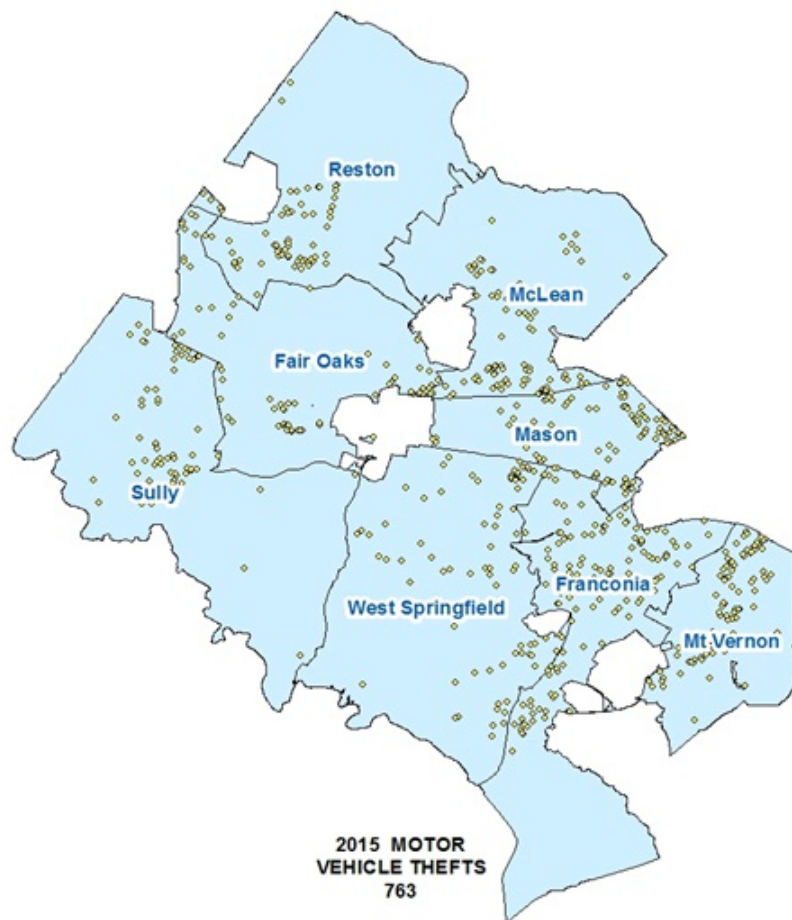 Reston
McLean
Fair Oaks
Mason
Sully
Franconia
West Springfield
Mt Vernon
2015 MOTOR
VEHICLE THEFTS
763